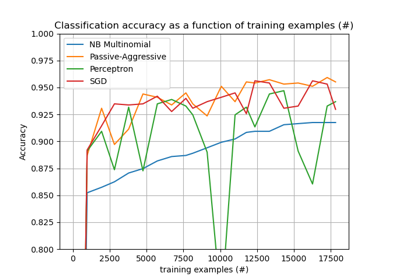 Classification accuracy as a function of training examples (#)
1.000
0.975
0.950
0.925
0.900
0.875
0.850
0.825
0.800
Accuracy
NB Multinomial
Passive-Aggressive
Perceptron
SGD
0 2500 5000 7500 10000 12500 15000 17500
training examples (#)